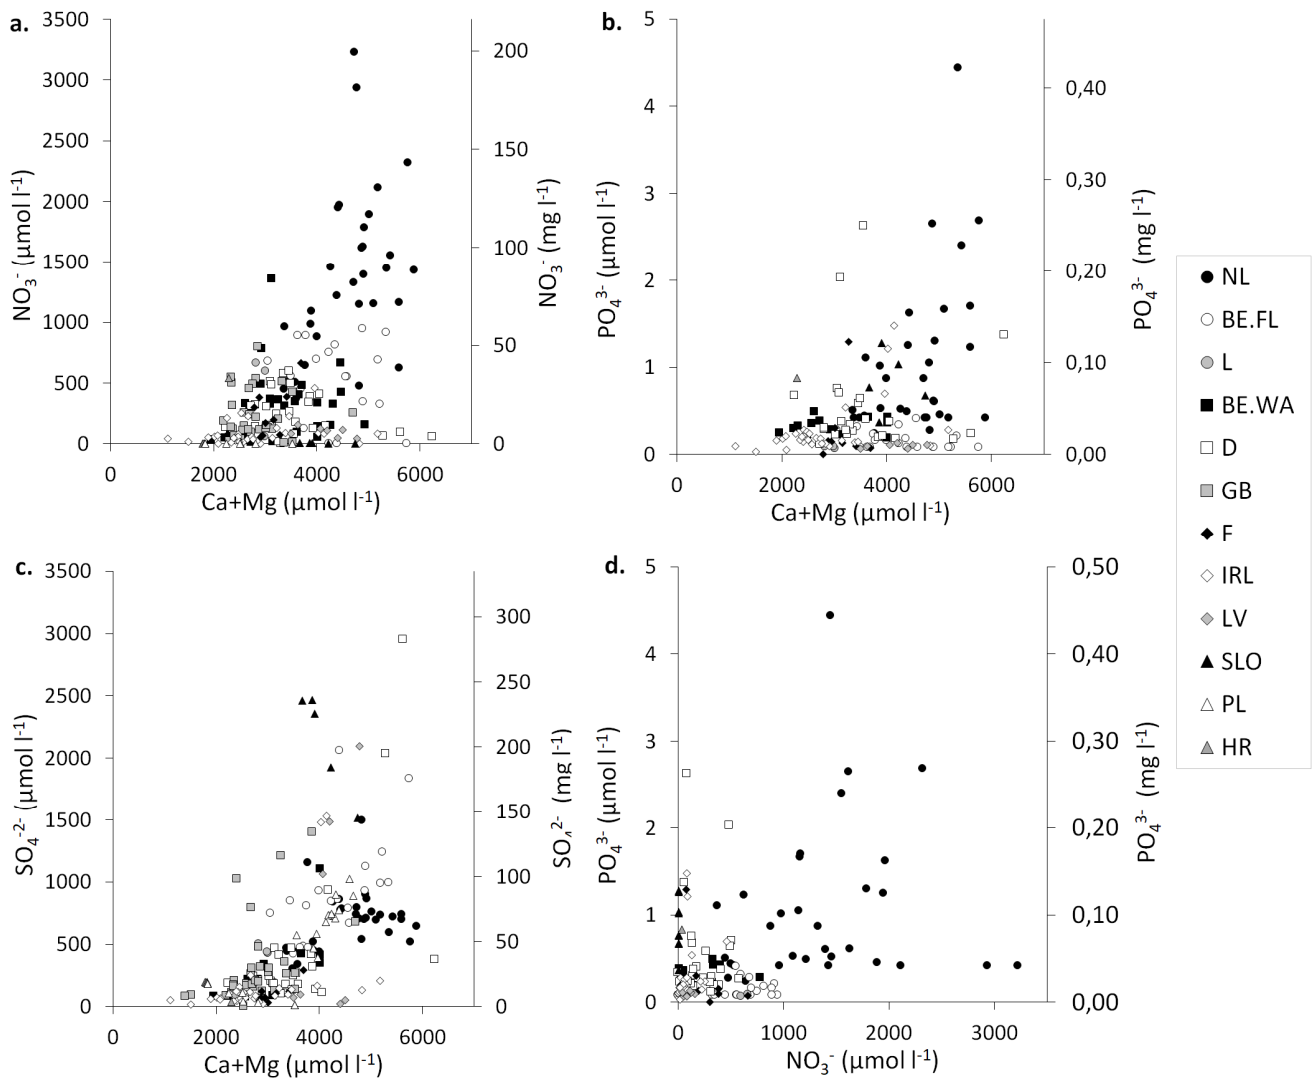 a.
3500
3000
2500
2000
1500
1000
500
0
NO₃⁻ (µmol l⁻¹)
200
150
100
50
0
NO₃⁻ (mg l⁻¹)
0 2000 4000 6000
Ca+Mg (µmol l⁻¹)
b.
5
4
3
2
1
0
PO₄³⁻ (µmol l⁻¹)
0,40
0,30
0,20
0,10
0,00
PO₄³⁻ (mg l⁻¹)
0 2000 4000 6000
Ca+Mg (µmol l⁻¹)
c.
3500
3000
2500
2000
1500
1000
500
0
SO₄⁻²⁻ (µmol l⁻¹)
300
250
200
150
100
50
0
SO₄²⁻ (mg l⁻¹)
0 2000 4000 6000
Ca+Mg (µmol l⁻¹)
d.
5
4
3
2
1
0
PO₄³⁻ (µmol l⁻¹)
0,50
0,40
0,30
0,20
0,10
0,00
PO₄³⁻ (mg l⁻¹)
0 1000 2000 3000
NO₃⁻ (µmol l⁻¹)
NL
BE.FL
L
BE.WA
D
GB
F
IRL
LV
SLO
PL
HR